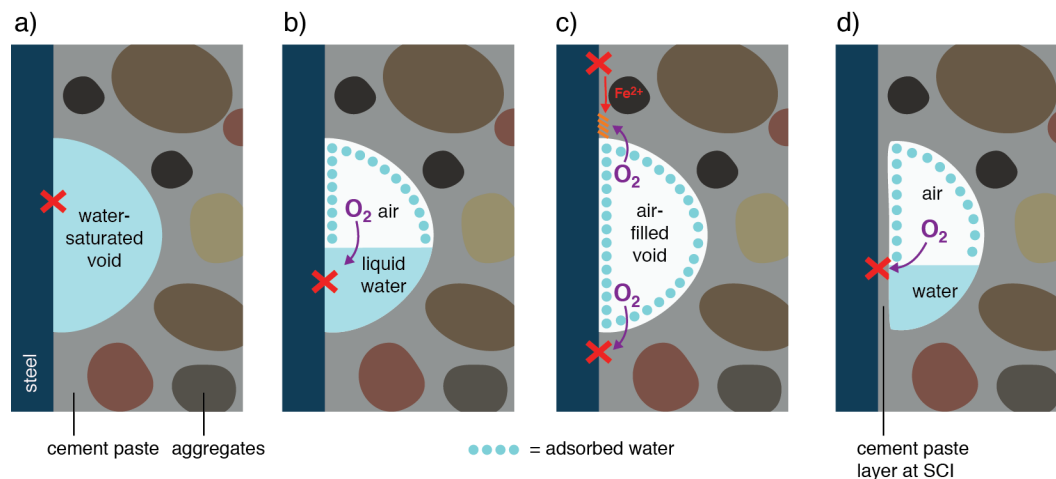 a)
water-
saturated
void
steel
cement paste
aggregates
b)
O2 air
liquid
water
c)
Fe²⁺
O2
air-
filled
void
O2
= adsorbed water
d)
air
O2
water
cement paste
layer at SCI